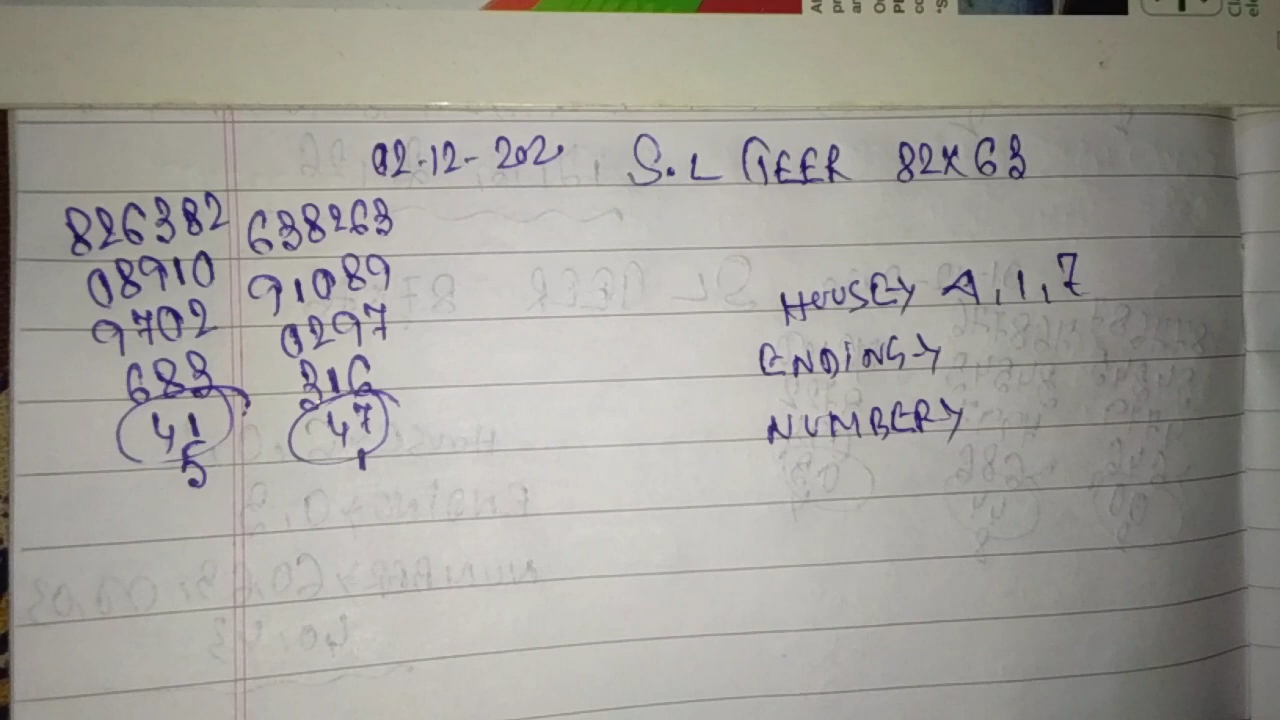 02-12-202 S.L TEER 82X63
826382 638263
08910 91089
9702 0297
683 316
41 47
5 1
HOUSE> 4,1,7
ENDING>
NUMBER>